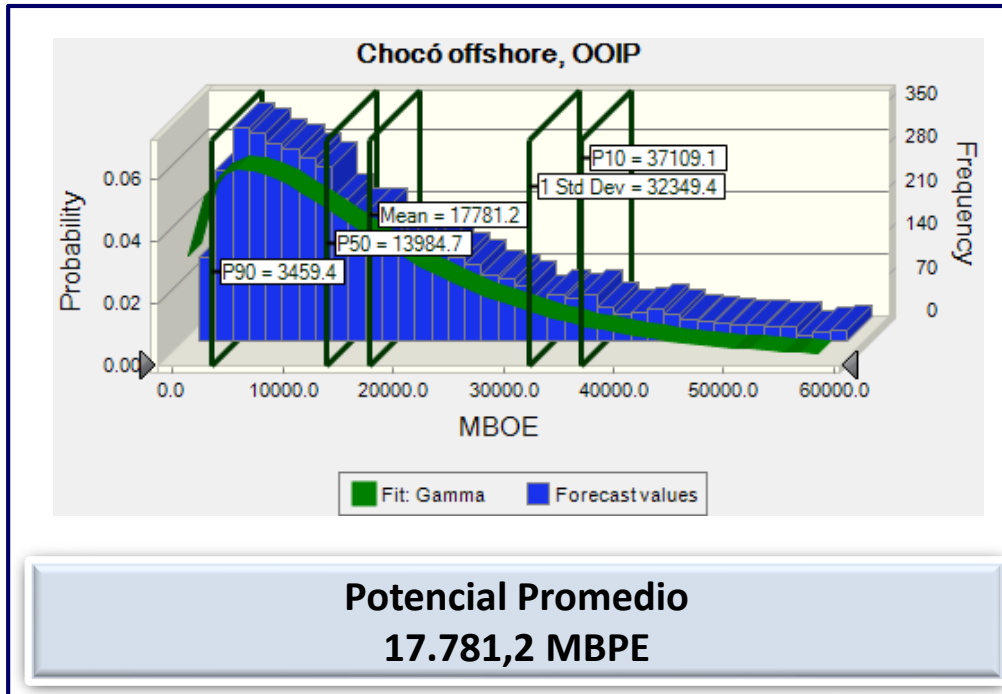 Chocó offshore, OOIP
Probability
0.06
0.04
0.02
0.00
350
280
210
140
70
0
Frequency
P10 = 37109.1
1 Std Dev = 32349.4
Mean = 17781.2
P50 = 13984.7
P90 = 3459.4
0.0 10000.0 20000.0 30000.0 40000.0 50000.0 60000.0
MBOE
Fit: Gamma Forecast values
Potencial Promedio
17.781,2 MBPE